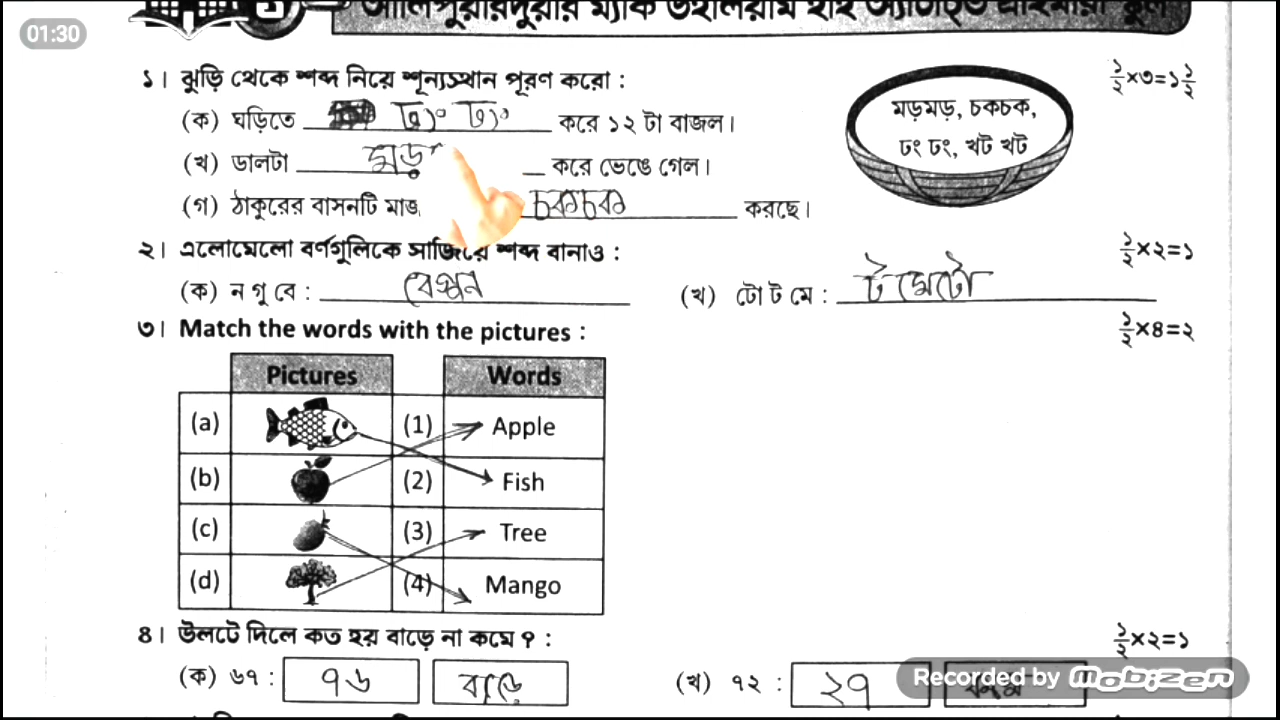 01:30
১। ঝুড়ি থেকে শব্দ নিয়ে শূন্যস্থান পূরণ করো : ১/২×৩=১ ১/২
(ক) ঘড়িতে ঢং ঢং করে ১২ টা বাজল।
মড়মড়, চকচক,
ঢং ঢং, খট খট
(খ) ডালটা মড় করে ভেঙে গেল।
(গ) ঠাকুরের বাসনটি চকচক করছে।
২। এলোমেলো বর্ণগুলিকে সাজিয়ে শব্দ বানাও : ১/২×২=১
(ক) ন গু বে : বেগুন (খ) টো ট মে : টমেটো
৩। Match the words with the pictures : ১/২×৪=২
Pictures Words
(a) (1) Apple
(b) (2) Fish
(c) (3) Tree
(d) (4) Mango
৪। উলটে দিলে কত হয় বাড়ে না কমে ? : ১/২×২=১
(ক) ৬৭ : ৭৬ বাড়ে (খ) ৭২ : ২৭
Recorded by Mobizen